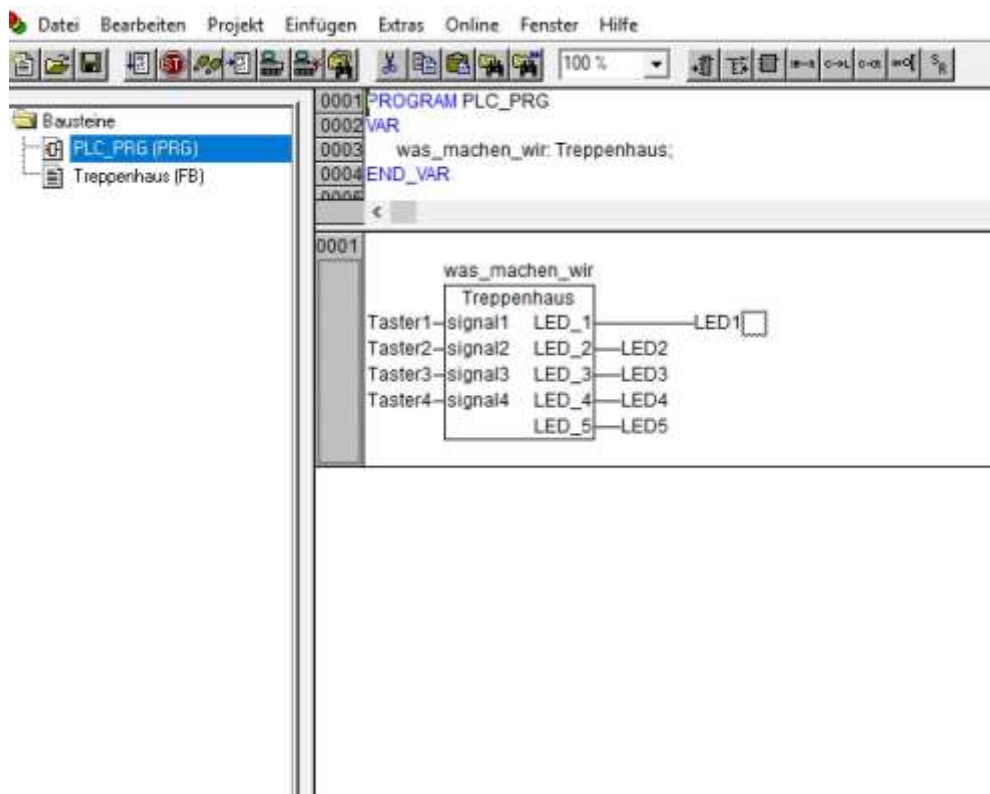 Datei Bearbeiten Projekt Einfügen Extras Online Fenster Hilfe
100 %
Bausteine
PLC_PRG (PRG)
Treppenhaus (FB)
0001 PROGRAM PLC_PRG
0002 VAR
0003 was_machen_wir: Treppenhaus;
0004 END_VAR
0005
0001
was_machen_wir
Treppenhaus
Taster1 signal1 LED_1 LED1
Taster2 signal2 LED_2 LED2
Taster3 signal3 LED_3 LED3
Taster4 signal4 LED_4 LED4
LED_5 LED5